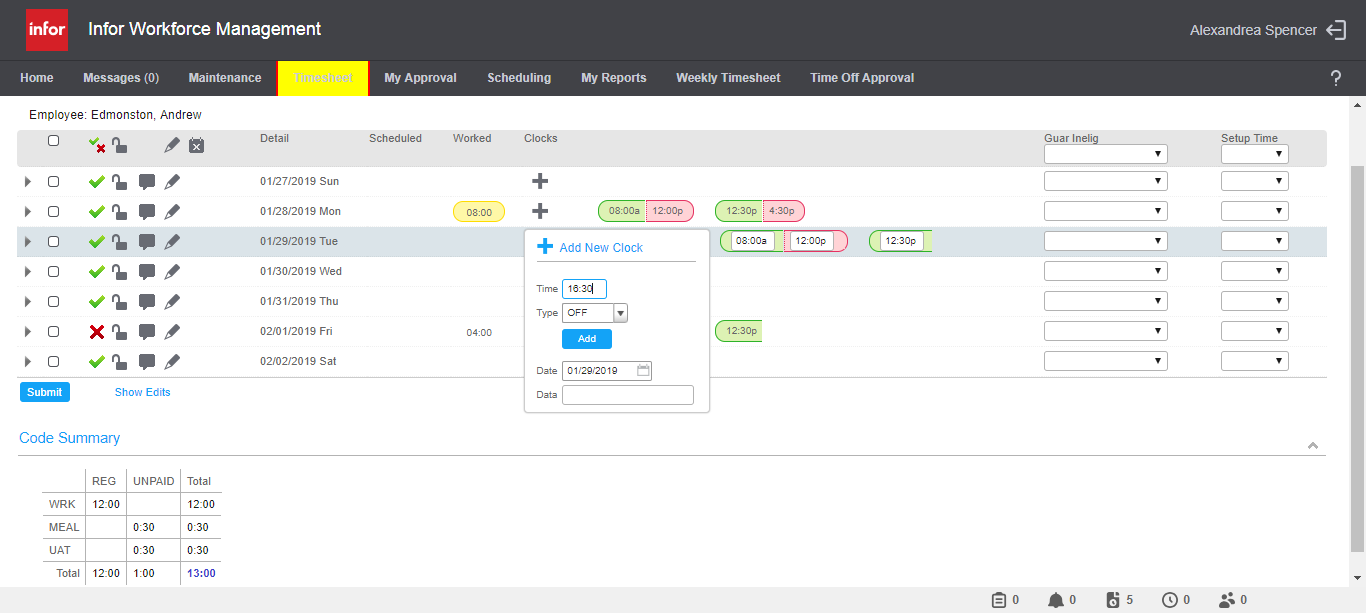 infor Infor Workforce Management Alexandrea Spencer
Home Messages (0) Maintenance Timesheet My Approval Scheduling My Reports Weekly Timesheet Time Off Approval ?
Employee: Edmonston, Andrew
Detail Scheduled Worked Clocks Guar Inelig Setup Time
01/27/2019 Sun
01/28/2019 Mon 08:00 08:00a 12:00p 12:30p 4:30p
01/29/2019 Tue 08:00a 12:00p 12:30p
Add New Clock
01/30/2019 Wed
Time 16:30
01/31/2019 Thu
Type OFF
02/01/2019 Fri 04:00 12:30p
Add
02/02/2019 Sat
Date 01/29/2019
Data
Submit Show Edits
Code Summary
REG UNPAID Total
WRK 12:00 12:00
MEAL 0:30 0:30
UAT 0:30 0:30
Total 12:00 1:00 13:00
0 0 5 0 0